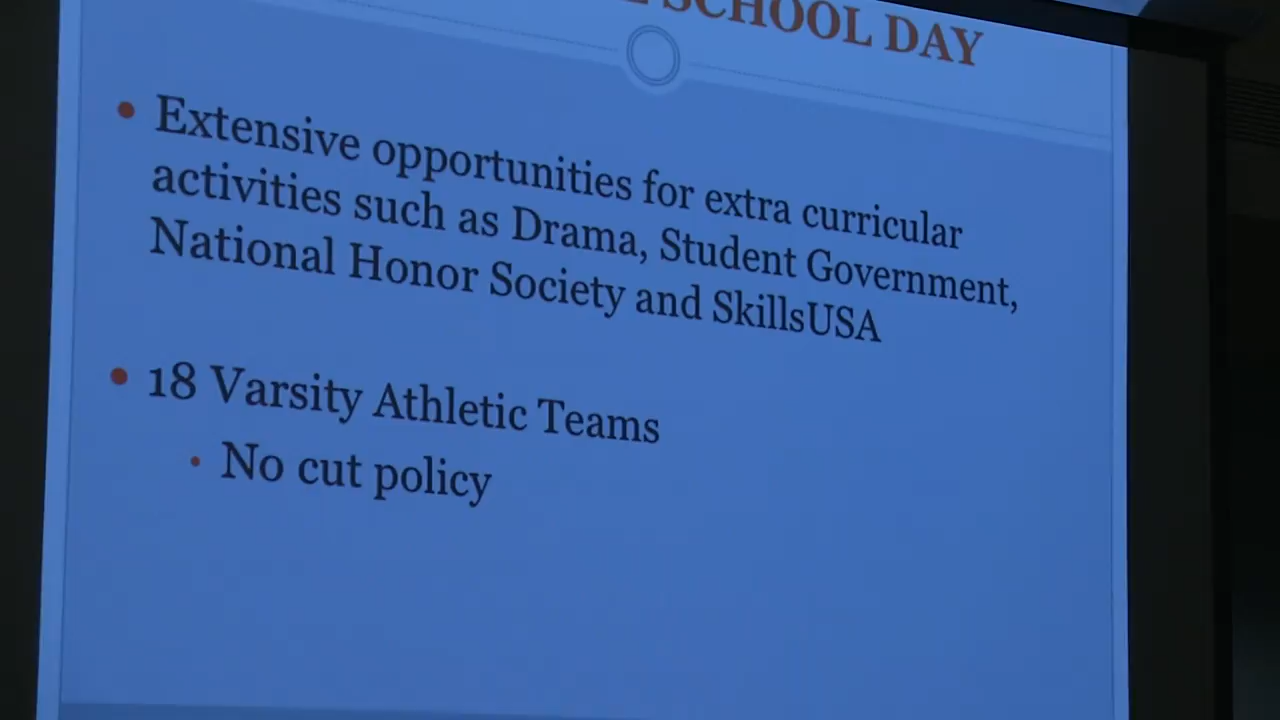 SCHOOL DAY
• Extensive opportunities for extra curricular
activities such as Drama, Student Government,
National Honor Society and SkillsUSA
• 18 Varsity Athletic Teams
• No cut policy